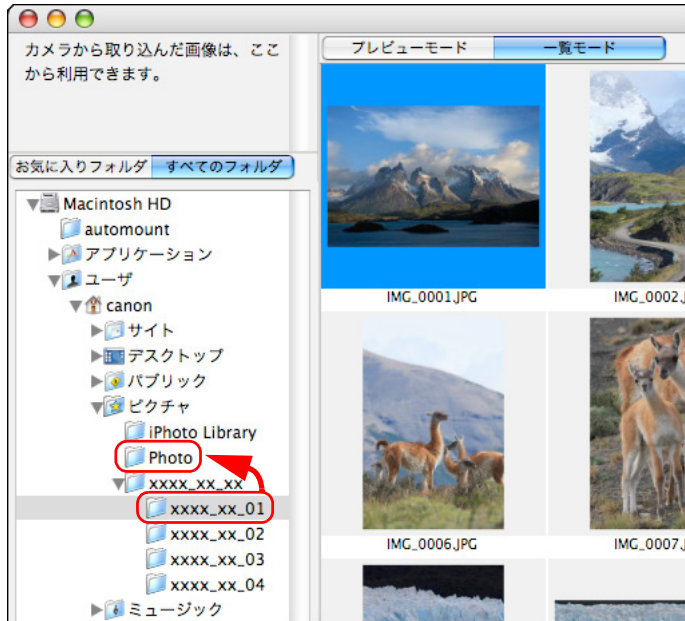 カメラから取り込んだ画像は、ここ
から利用できます。
プレビューモード
一覧モード
お気に入りフォルダ
すべてのフォルダ
Macintosh HD
automount
アプリケーション
ユーザ
canon
サイト
デスクトップ
パブリック
ピクチャ
iPhoto Library
Photo
xxxx_xx_xx
xxxx_xx_01
xxxx_xx_02
xxxx_xx_03
xxxx_xx_04
ミュージック
IMG_0001.JPG
IMG_0002.J
IMG_0006.JPG
IMG_0007.J